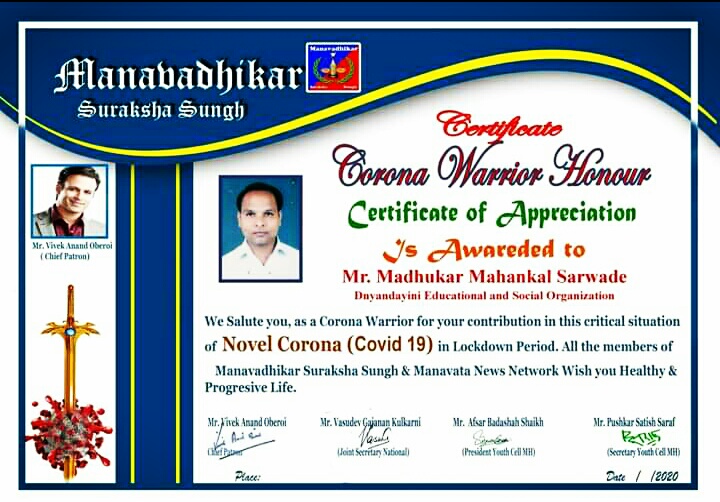 Manavadhikar
Suraksha Sungh
Manavadhikar
Mr. Vivek Anand Oberoi
( Chief Patron)
Certificate
Corona Warrior Honour
Certificate of Appreciation
Is Awareded to
Mr. Madhukar Mahankal Sarwade
Dnyandayini Educational and Social Organization
We Salute you, as a Corona Warrior for your contribution in this critical situation
of Novel Corona (Covid 19) in Lockdown Period. All the members of
Manavadhikar Suraksha Sungh & Manavata News Network Wish you Healthy &
Progresive Life.
Mr. Vivek Anand Oberoi
Chief Patron
Mr. Vasudev Gajanan Kulkarni
(Joint Secretary National)
Mr. Afsar Badashah Shaikh
(President Youth Cell MH)
Mr. Pushkar Satish Saraf
(Secretary Youth Cell MH)
Place:
Date / /2020